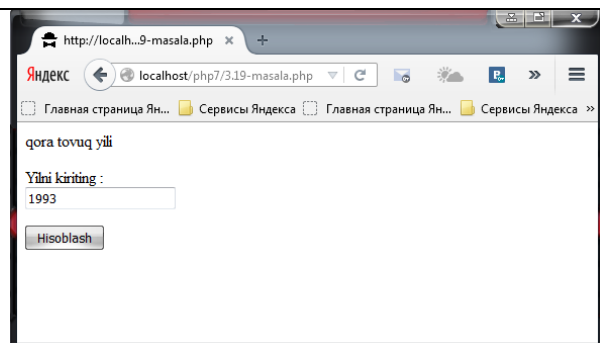 http://localh...9-masala.php
Яндекс localhost/php7/3.19-masala.php
Главная страница Ян... Сервисы Яндекса Главная страница Ян... Сервисы Яндекса »
qora tovuq yili
Yilni kiriting :
1993
Hisoblash